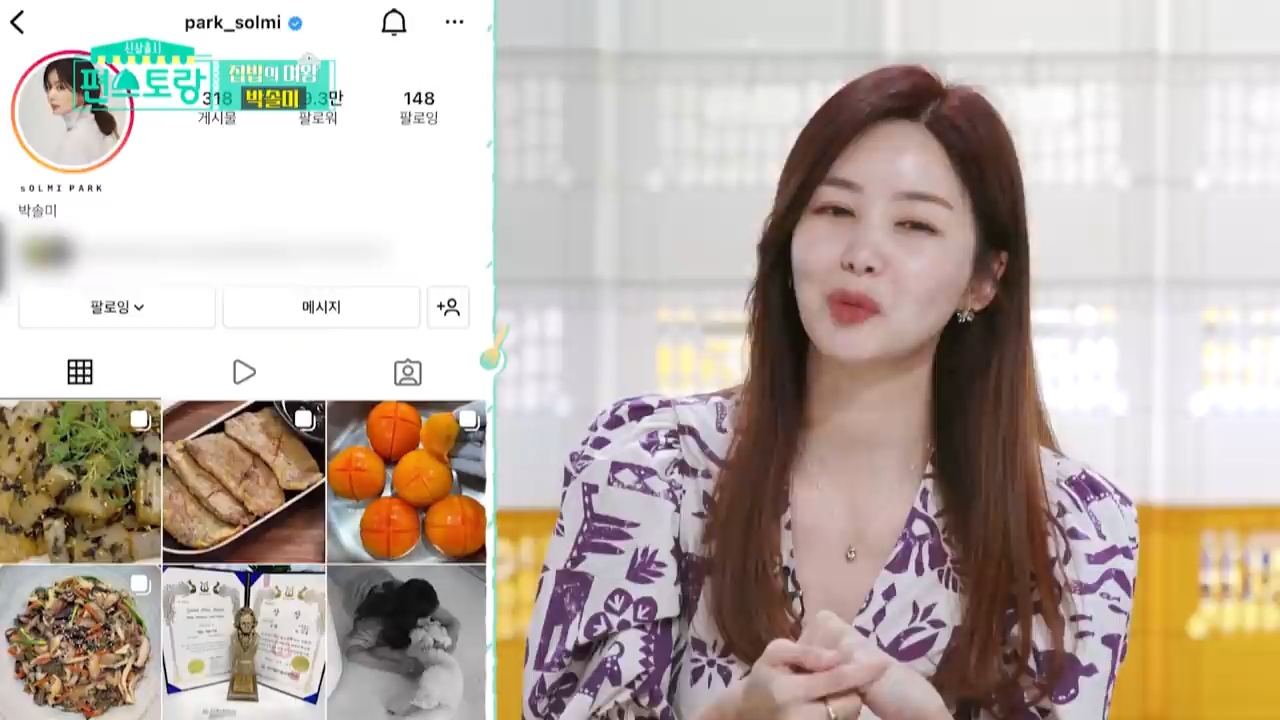 park_solmi
신상출시
편스토랑
집밥의 여왕
박솔미
318
9.3만
148
게시물
팔로워
팔로잉
sOLMI PARK
박솔미
팔로잉
메시지
상장